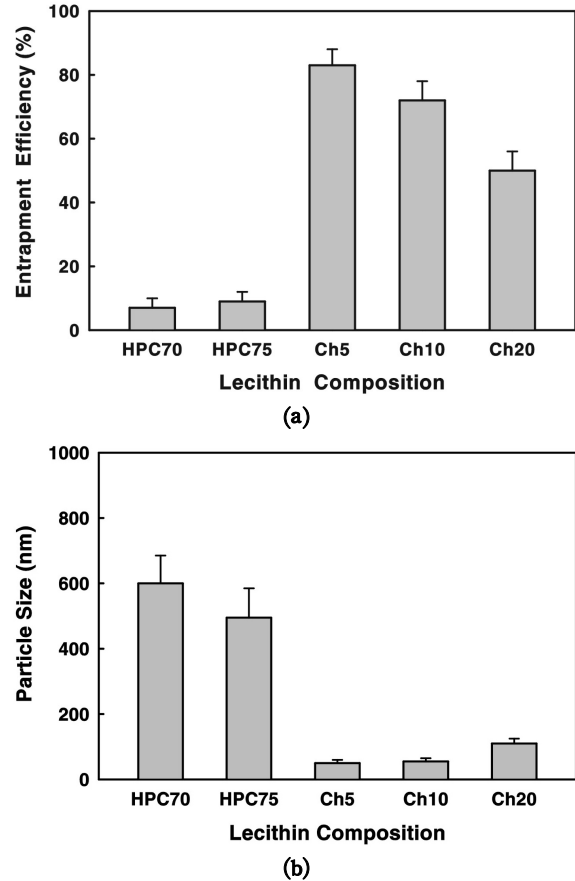 Entrapment Efficiency (%)
100
80
60
40
20
0
HPC70 HPC75 Ch5 Ch10 Ch20
Lecithin Composition
(a)
Particle Size (nm)
1000
800
600
400
200
0
HPC70 HPC75 Ch5 Ch10 Ch20
Lecithin Composition
(b)